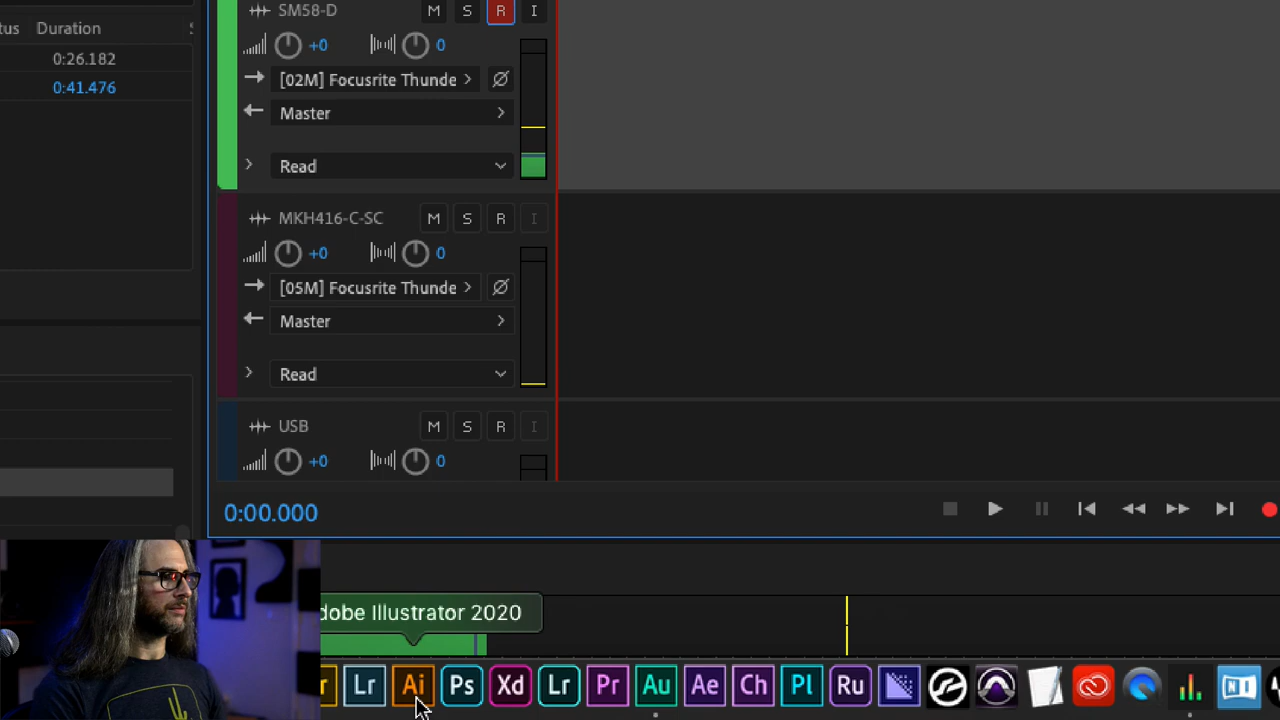 SM58-D M S R I
tus Duration
+0 0
0:26.182
[02M] Focusrite Thunde
0:41.476
Master
Read
MKH416-C-SC M S R I
+0 0
[05M] Focusrite Thunde
Master
Read
USB M S R I
+0 0
0:00.000
dobe Illustrator 2020
r Lr Ai Ps Xd Lr Pr Au Ae Ch Pl Ru